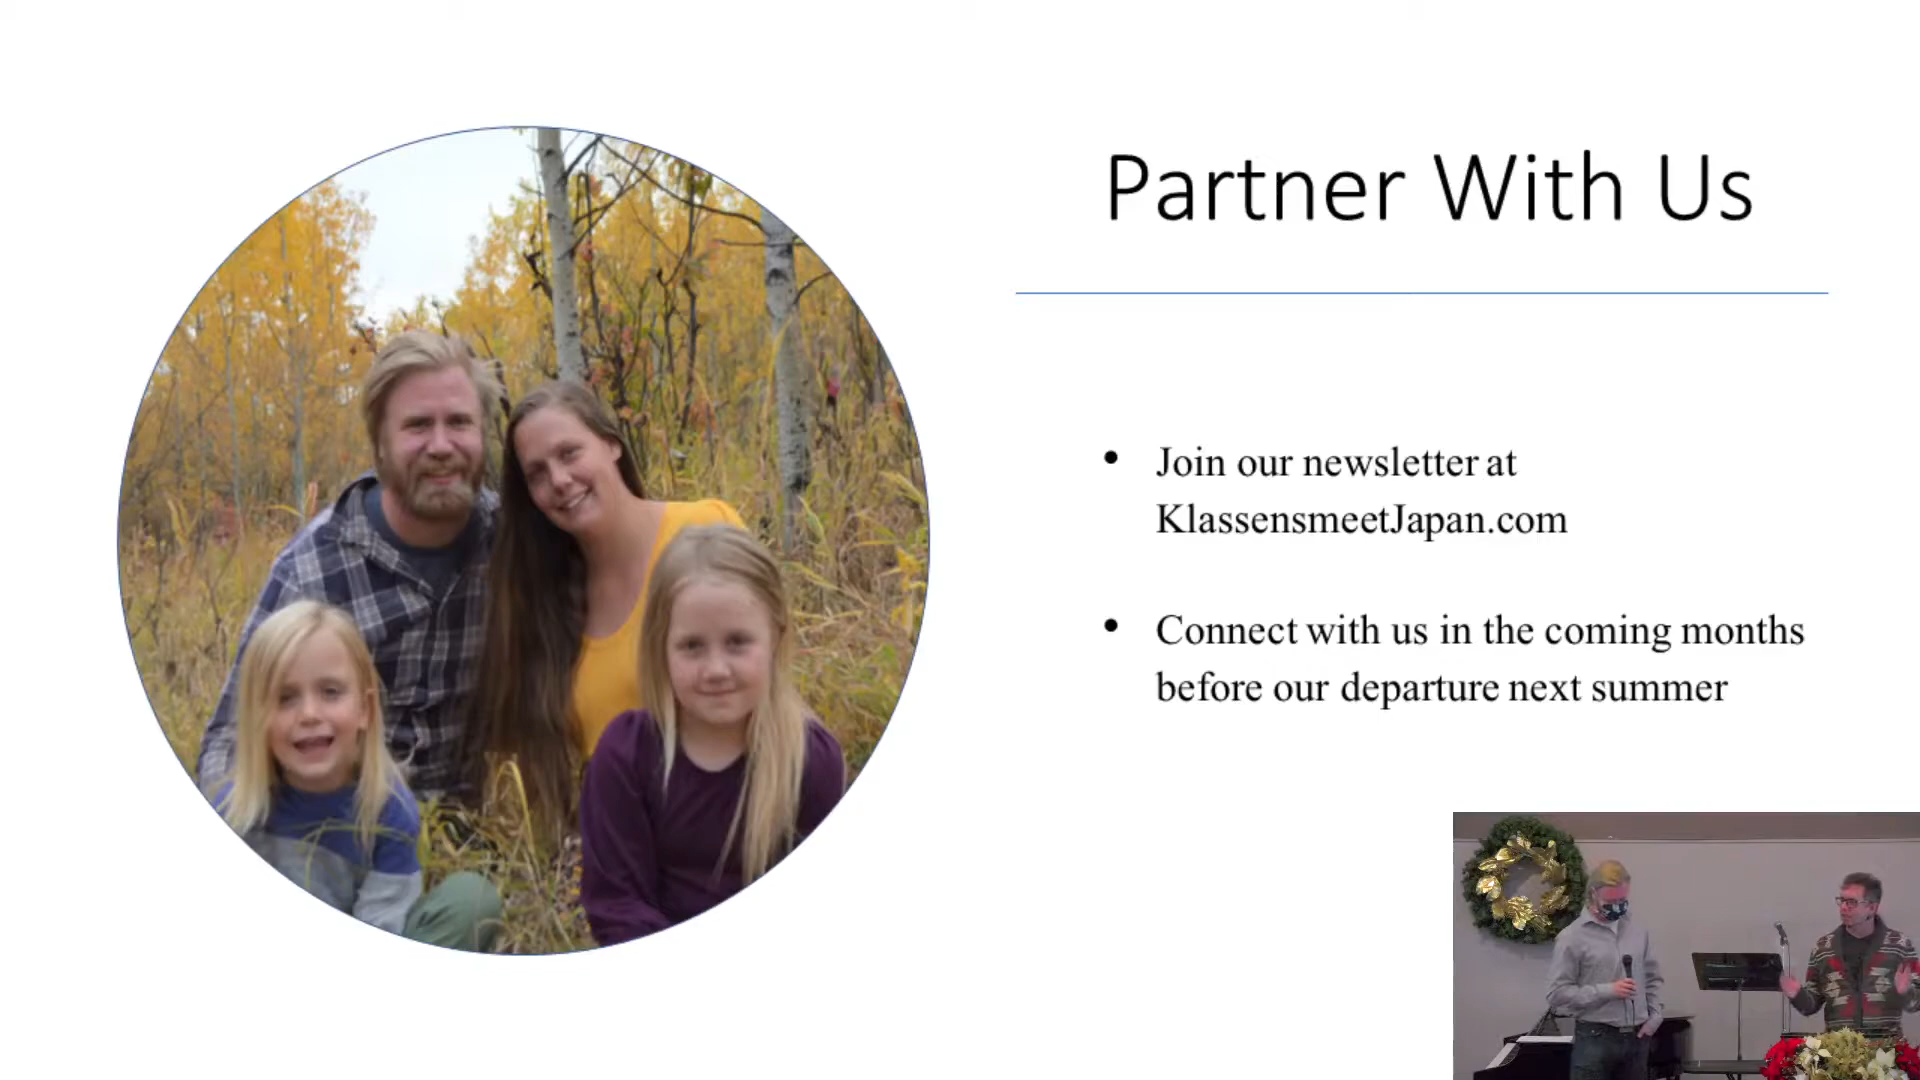 Partner With Us
• Join our newsletter at
KlassensmeetJapan.com
• Connect with us in the coming months
before our departure next summer